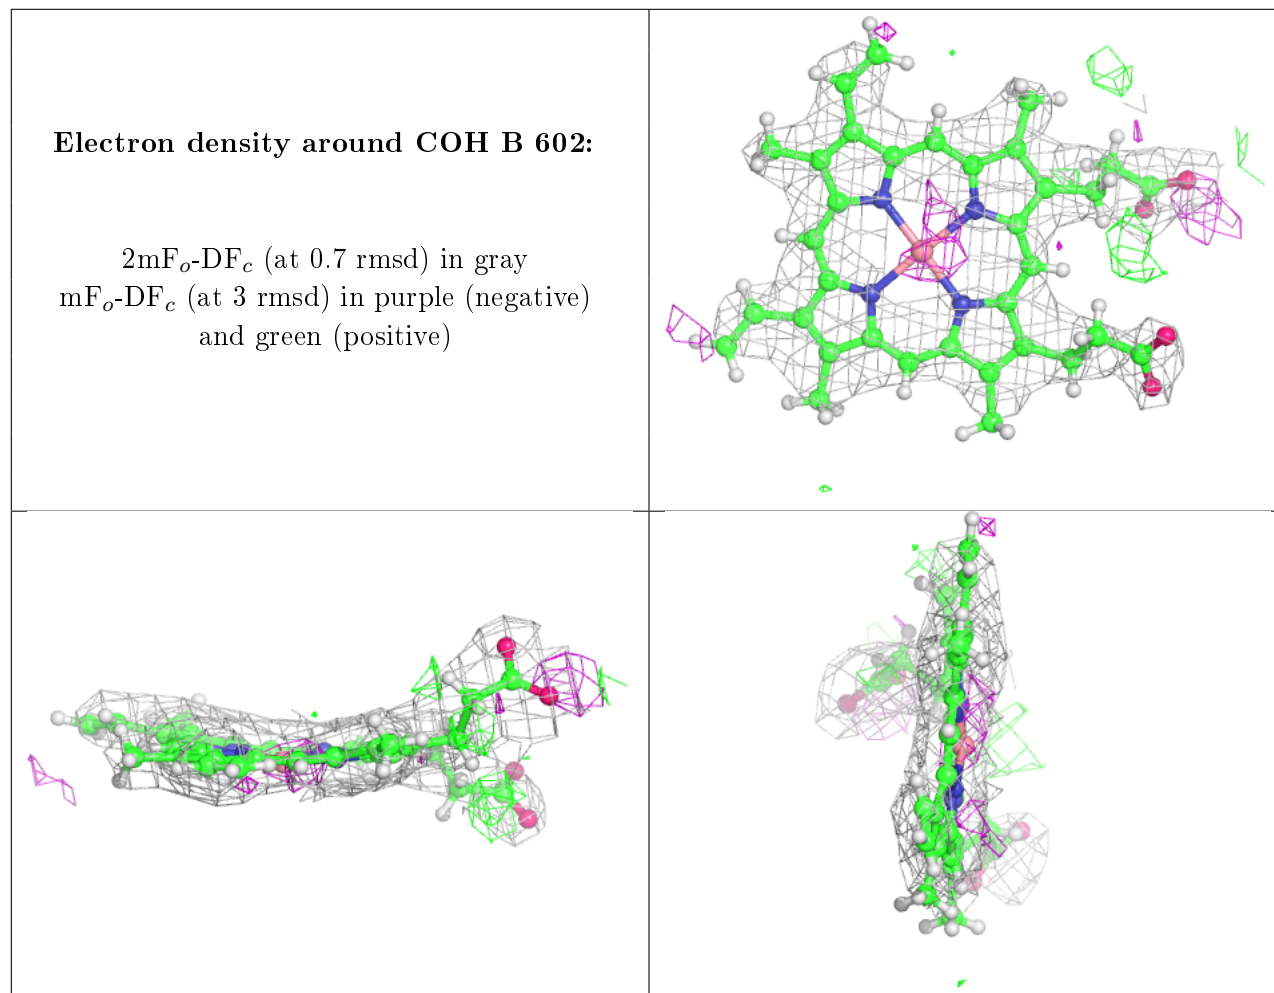 Electron density around COH B 602:
2mFo-DFc (at 0.7 rmsd) in gray
mFo-DFc (at 3 rmsd) in purple (negative)
and green (positive)